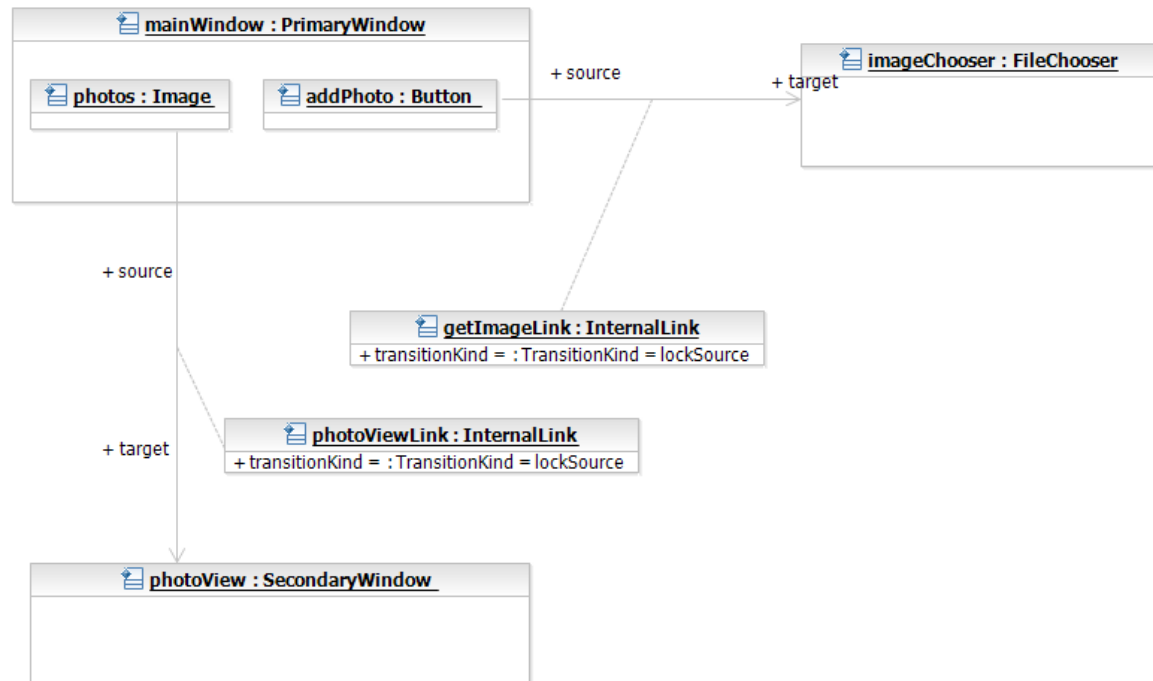 mainWindow : PrimaryWindow
photos : Image
addPhoto : Button
+ source
+ target
imageChooser : FileChooser
+ source
getImageLink : InternalLink
+ transitionKind = : TransitionKind = lockSource
photoViewLink : InternalLink
+ transitionKind = : TransitionKind = lockSource
+ target
photoView : SecondaryWindow